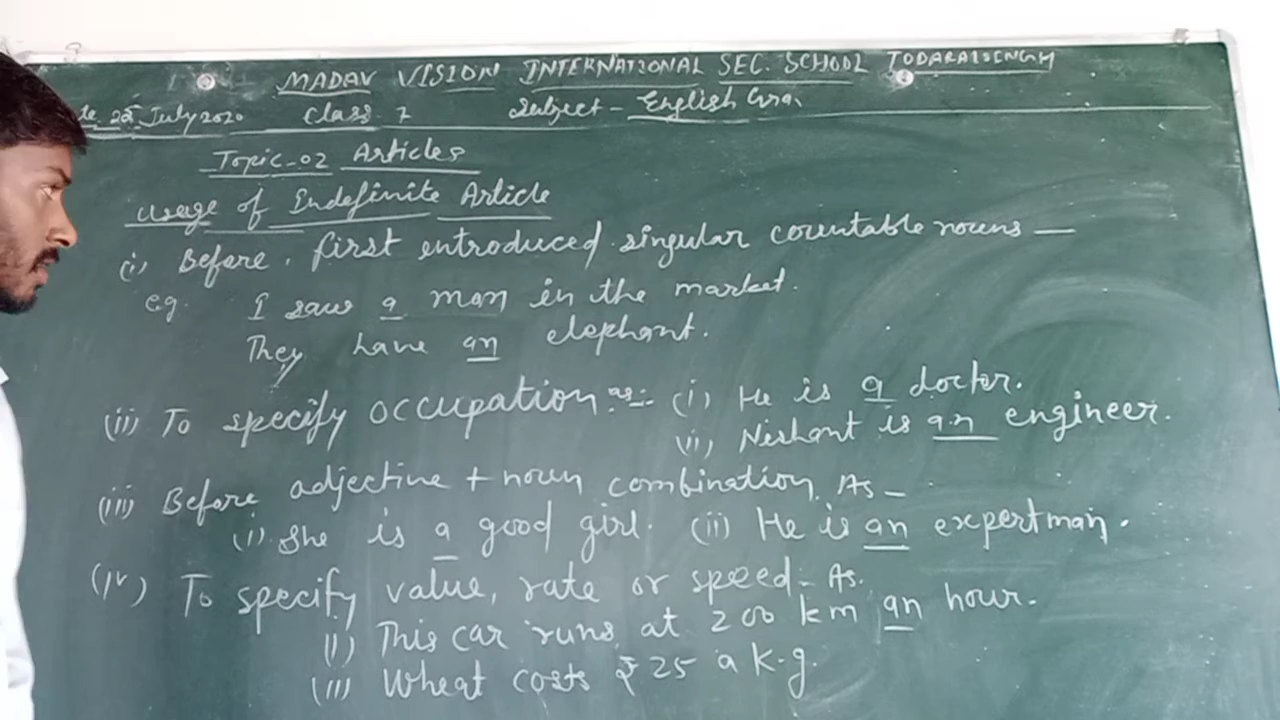 MADAV VISION INTERNATIONAL SEC. SCHOOL TODARAISINGH
te 22 July 2020 Class 7 Subject - English Gra.
Topic-02 Articles
Usage of Indefinite Article
(i) Before first introduced singular countable nouns —
e.g. I saw a man in the market.
They have an elephant.
(ii) To specify occupation. as:- (i) He is a doctor.
(ii) Nishant is an engineer.
(iii) Before adjective + noun combination. As -
(i) She is a good girl. (ii) He is an expert man.
(iv) To specify value, rate or speed - As.
(i) This car runs at 200 km an hour.
(ii) Wheat costs ₹ 25 a k.g.